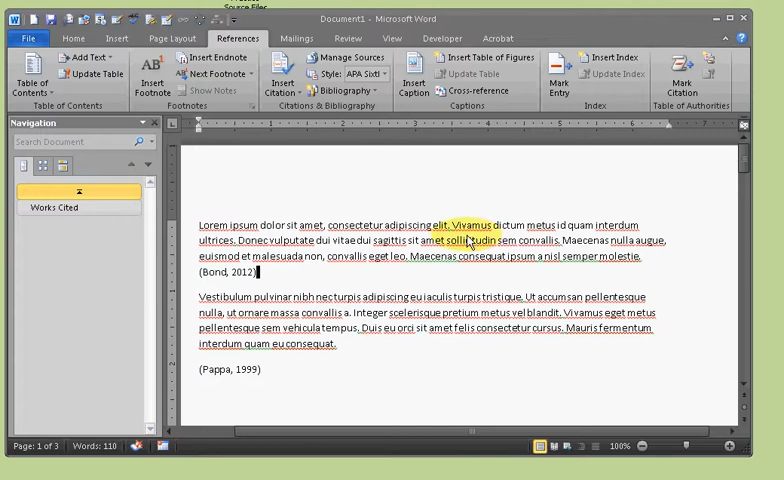 Practice
Source Files
Document1 - Microsoft Word
File Home Insert Page Layout References Mailings Review View Developer Acrobat
Table of Contents Add Text Update Table Insert Footnote Insert Endnote Next Footnote Show Notes Insert Citation Manage Sources Style: APA Sixth Bibliography Insert Caption Insert Table of Figures Update Table Cross-reference Mark Entry Insert Index Update Index Mark Citation
Table of Contents Footnotes Citations & Bibliography Captions Index Table of Authorities
Navigation
Search Document
Works Cited
Lorem ipsum dolor sit amet, consectetur adipiscing elit. Vivamus dictum metus id quam interdum
ultrices. Donec vulputate dui vitae dui sagittis sit amet sollicitudin sem convallis. Maecenas nulla augue,
euismod et malesuada non, convallis eget leo. Maecenas consequat ipsum a nisl semper molestie.
(Bond, 2012)
Vestibulum pulvinar nibh nec turpis adipiscing eu iaculis turpis tristique. Ut accumsan pellentesque
nulla, ut ornare massa convallis a. Integer scelerisque pretium metus vel blandit. Vivamus eget metus
pellentesque sem vehicula tempus. Duis eu orci sit amet felis consectetur cursus. Mauris fermentum
interdum quam eu consequat.
(Pappa, 1999)
Page: 1 of 3 Words: 110 100%